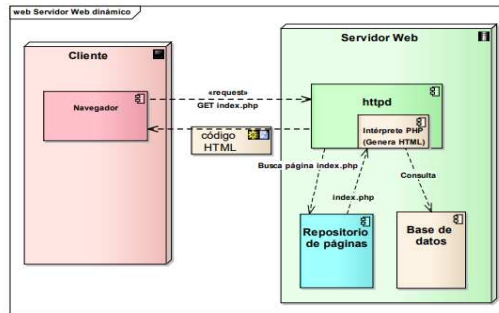 web Servidor Web dinámico
Cliente
Servidor Web
Navegador
«request»
GET index.php
código
HTML
httpd
Intérprete PHP
(Genera HTML)
Busca página index.php
index.php
Consulta
Repositorio
de páginas
Base de
datos